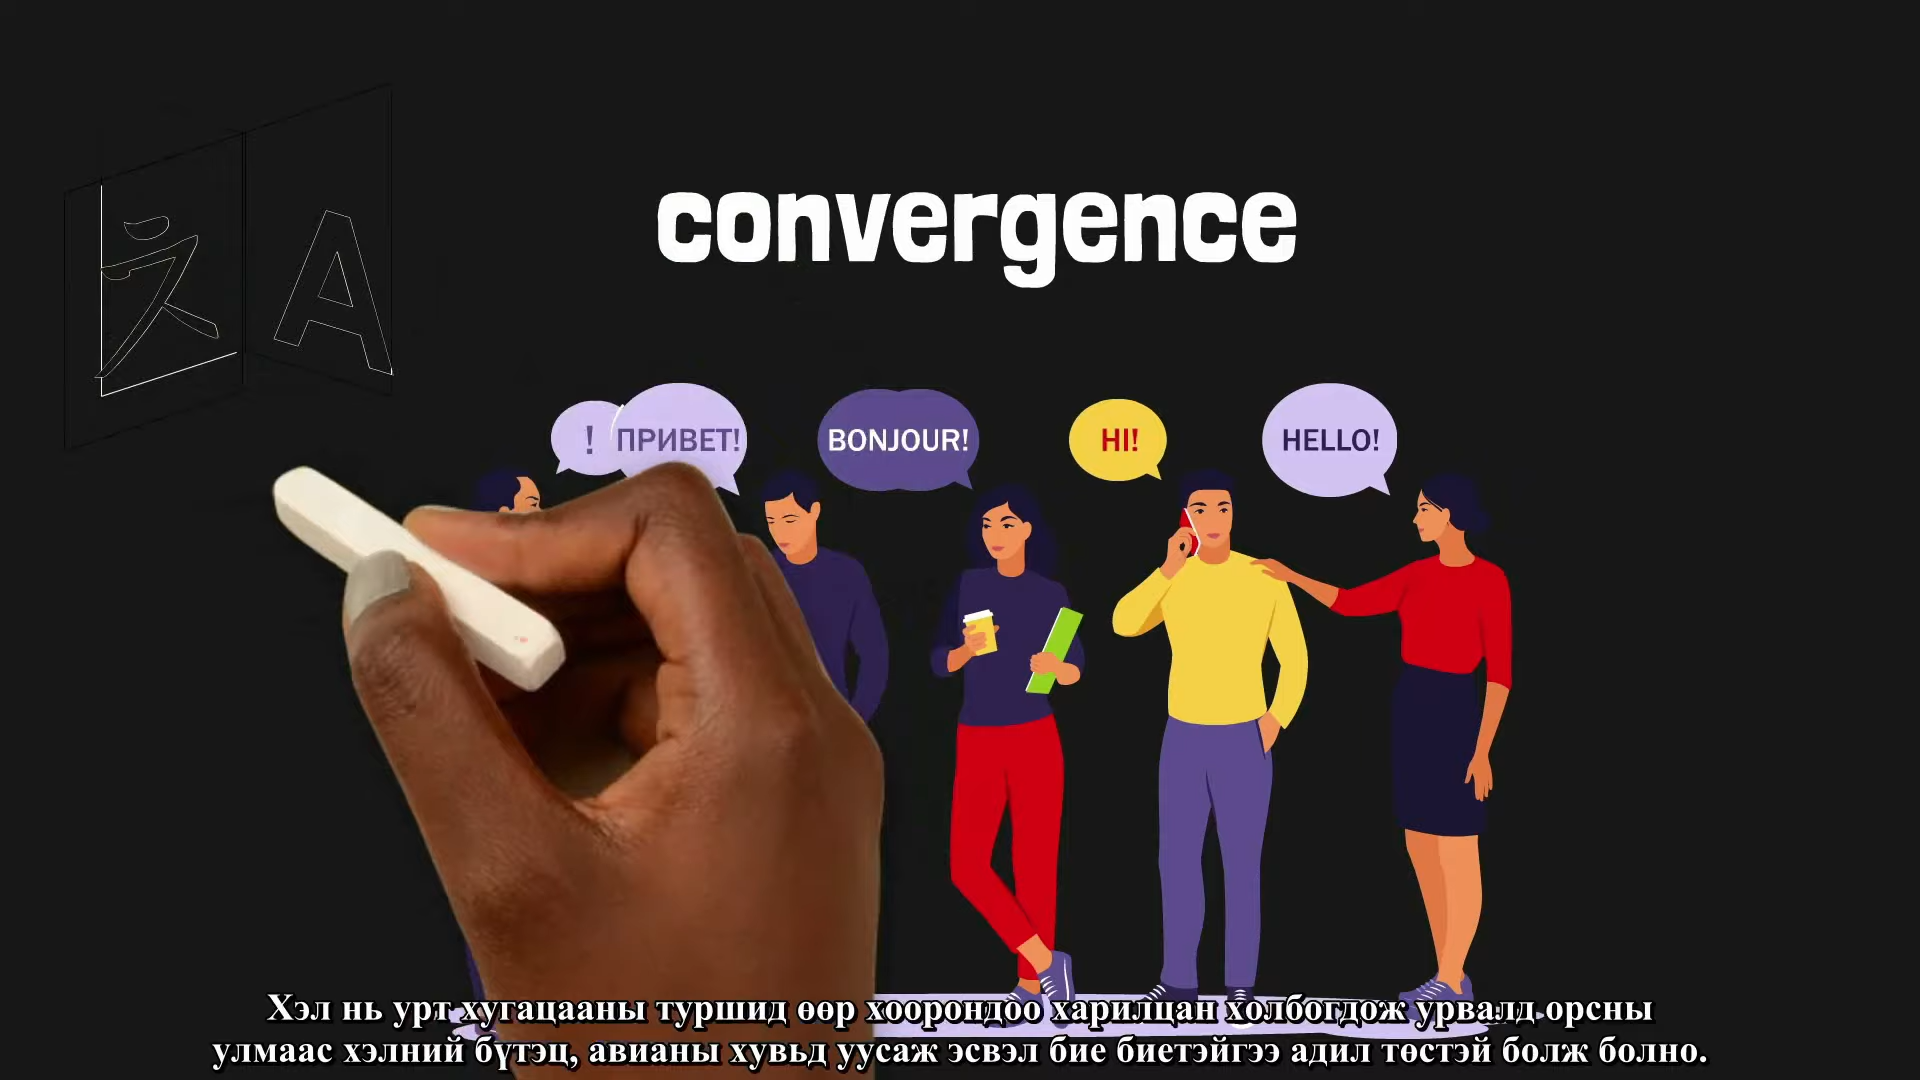 convergence
! ПРИВЕТ!
BONJOUR!
HI!
HELLO!
文 A
Хэл нь урт хугацааны туршид өөр хоорондоо харилцан холбогдож урвалд орсны
улмаас хэлний бүтэц, авианы хувьд уусаж эсвэл бие биетэйгээ адил төстэй болж болно.